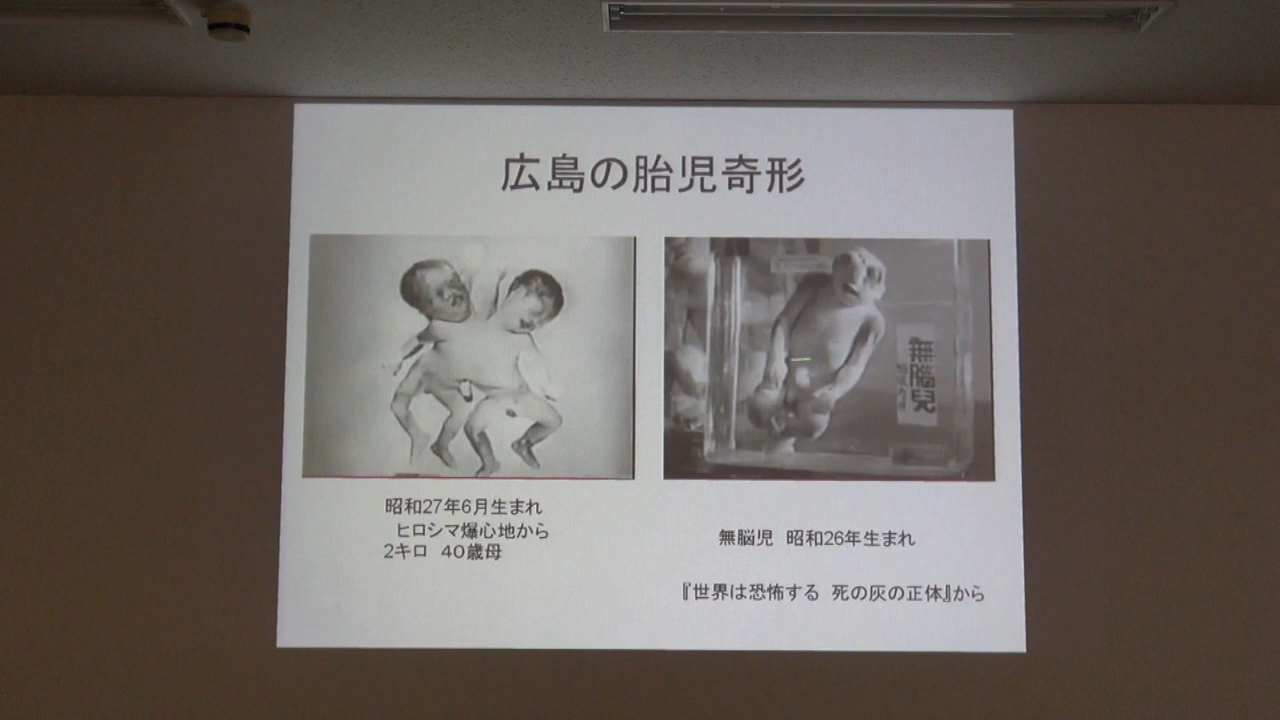 広島の胎児奇形
無腦兒
昭和27年6月生まれ
ヒロシマ爆心地から
2キロ 40歳母
無脳児 昭和26年生まれ
『世界は恐怖する 死の灰の正体』から